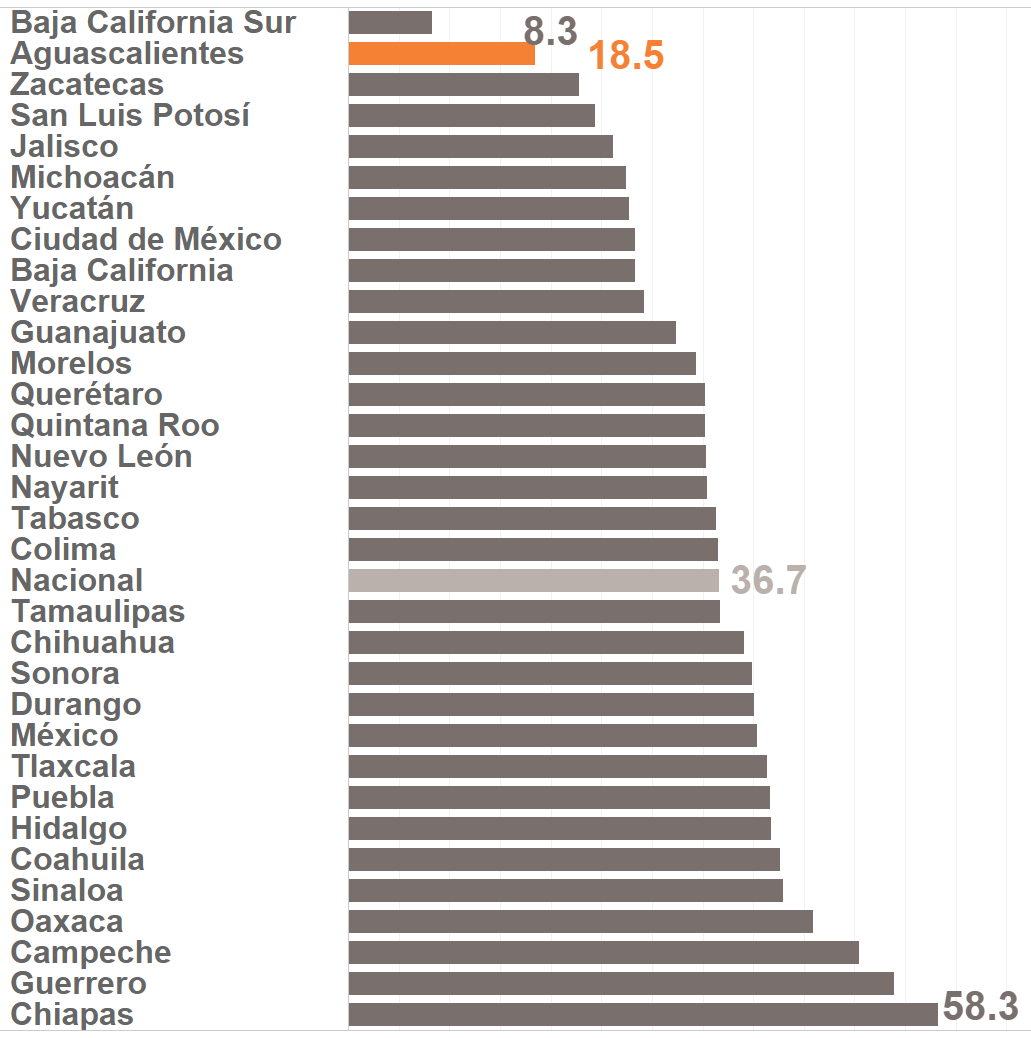 Baja California Sur 8.3
Aguascalientes 18.5
Zacatecas
San Luis Potosí
Jalisco
Michoacán
Yucatán
Ciudad de México
Baja California
Veracruz
Guanajuato
Morelos
Querétaro
Quintana Roo
Nuevo León
Nayarit
Tabasco
Colima
Nacional 36.7
Tamaulipas
Chihuahua
Sonora
Durango
México
Tlaxcala
Puebla
Hidalgo
Coahuila
Sinaloa
Oaxaca
Campeche
Guerrero
Chiapas 58.3